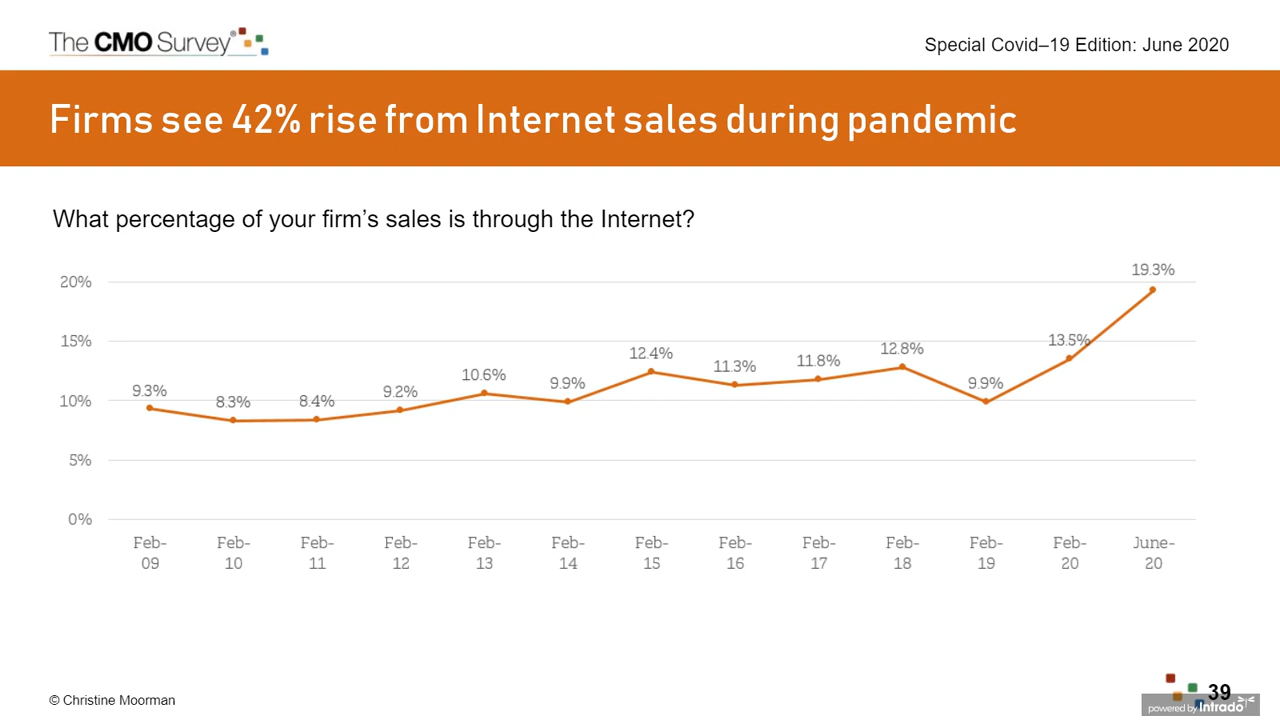 The CMO Survey®
Special Covid–19 Edition: June 2020
Firms see 42% rise from Internet sales during pandemic
What percentage of your firm’s sales is through the Internet?
20%
15%
10%
5%
0%
9.3%
8.3%
8.4%
9.2%
10.6%
9.9%
12.4%
11.3%
11.8%
12.8%
9.9%
13.5%
19.3%
Feb-
09
Feb-
10
Feb-
11
Feb-
12
Feb-
13
Feb-
14
Feb-
15
Feb-
16
Feb-
17
Feb-
18
Feb-
19
Feb-
20
June-
20
© Christine Moorman
39
powered by intrado